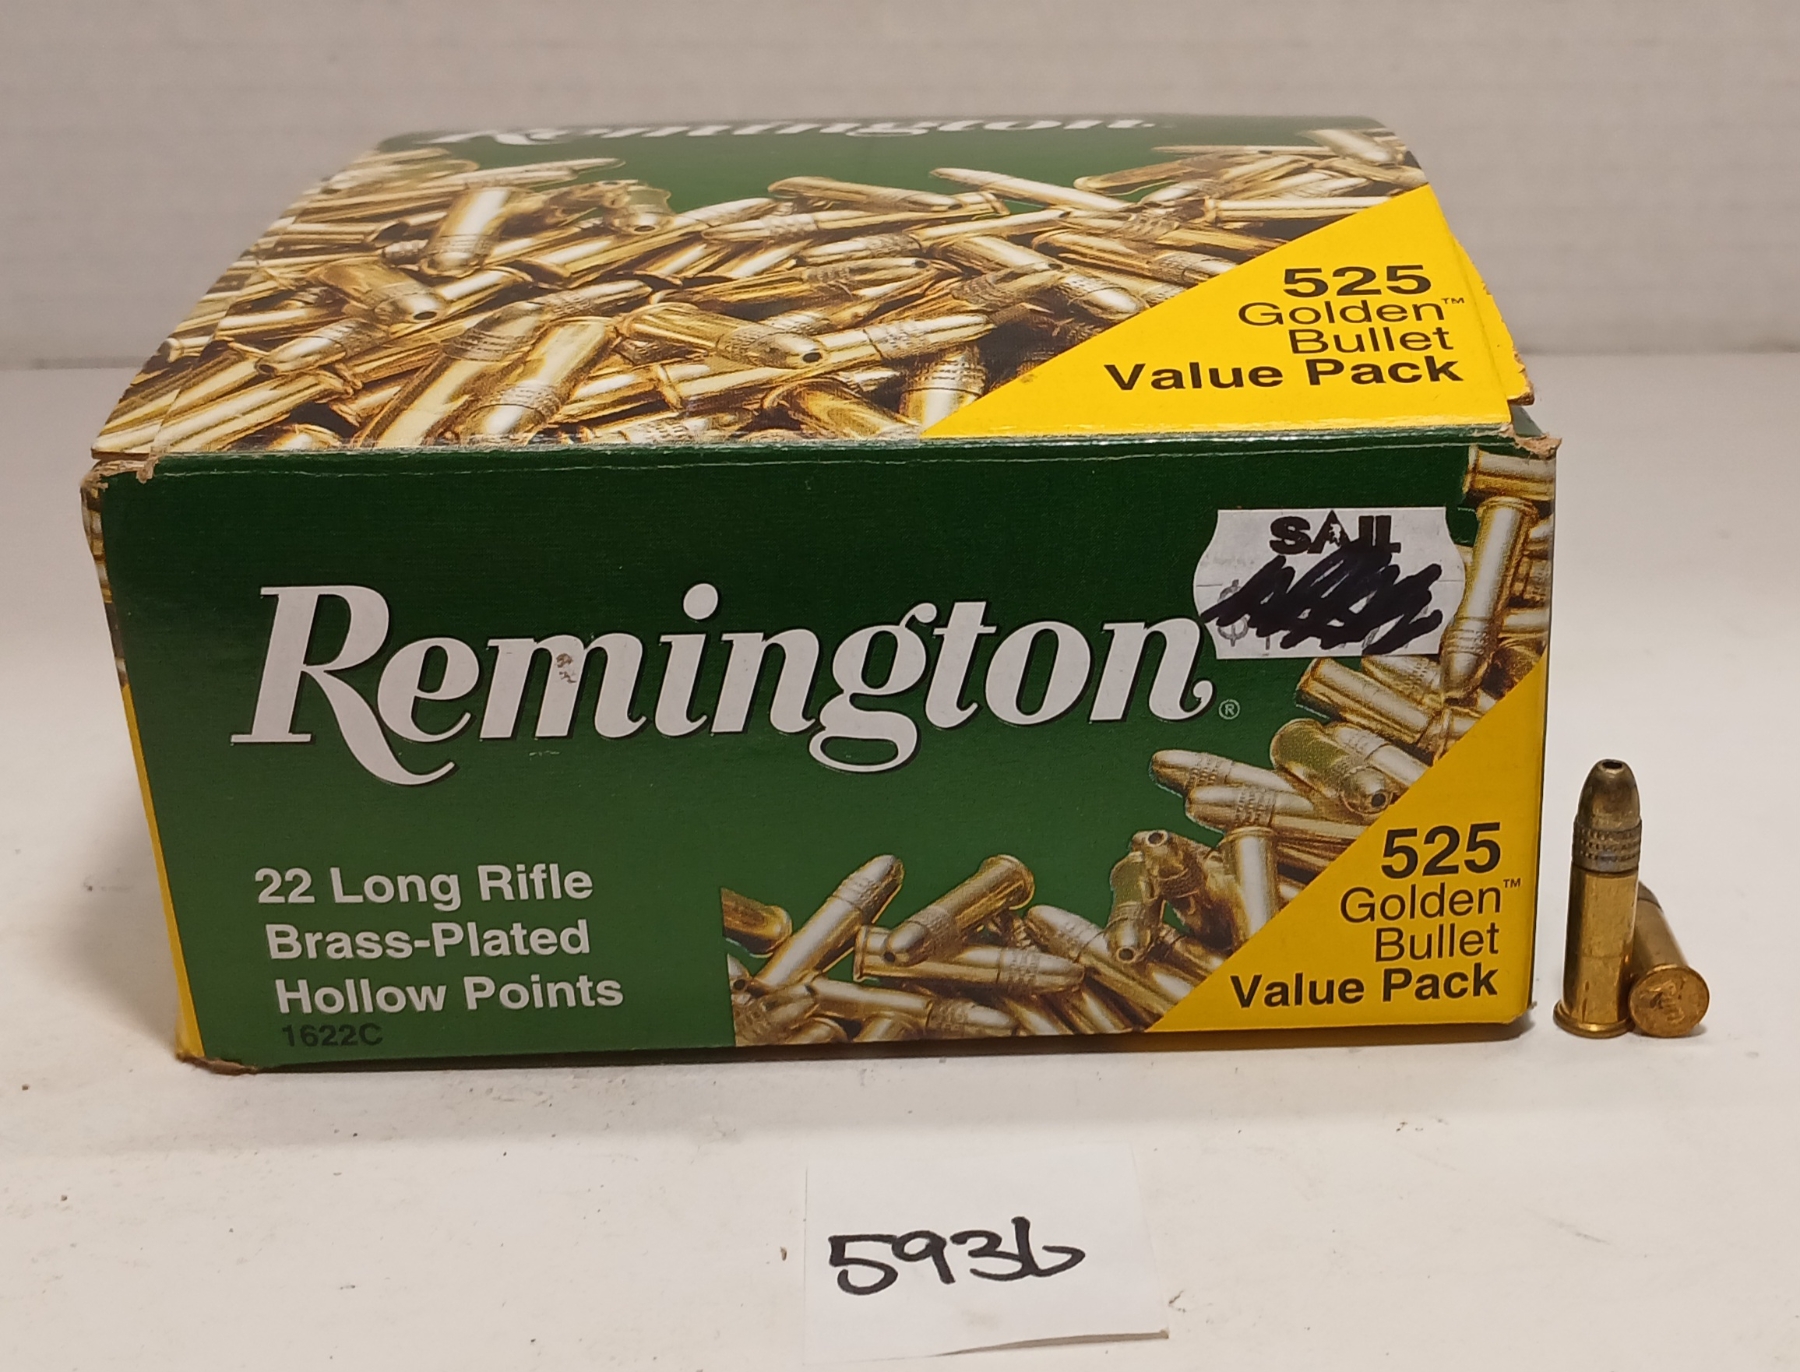 Remington
525
Golden™
Bullet
Value Pack
SAIL
Remington®
22 Long Rifle
Brass-Plated
Hollow Points
1622C
525
Golden™
Bullet
Value Pack
5936